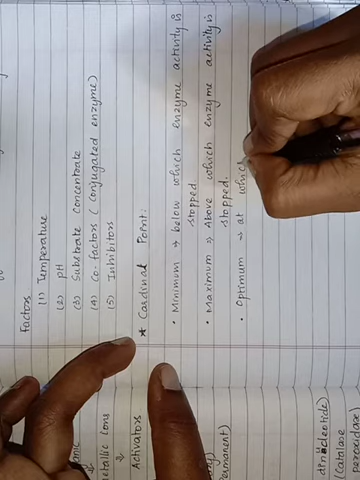 Factors
(1) Temperature
(2) pH
(3) Substrate concentrate
(4) Co-factors (conjugated enzyme)
(5) Inhibitors
* Cardinal Point:
• Minimum → below which enzyme activity is
stopped.
• Maximum → Above which enzyme activity is
stopped.
• Optimum → at which
etallic Ions
↓
Activators
ermanent)
(Catalase
peroxidase)